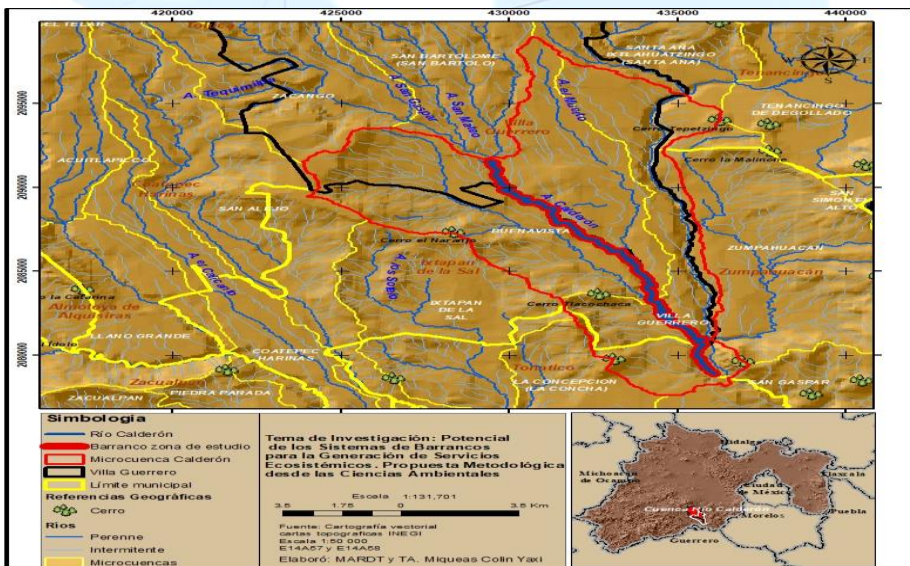 420000 425000 430000 435000 440000
SANTA ANA
IXTLAHUATZINGO
(SANTA ANA)
SAN BARTOLOME
(SAN BARTOLO)
A. Tequimilpa
ZACANGO
A. San Gaspar
A. San Mateo
Villa
Guerrero
Tenancingo
TENANCINGO
DE DEGOLLADO
Cerro Tepetzingo
Cerro la Malinche
2095000
2090000
2085000
2080000
ACUITLAPILCO
Coatepec
Harinas
SAN ALEJO
A. Calderón
BUENAVISTA
SAN
SIMON EL
ALTO
Cerro el Naranjo
Ixtapan
de la Sal
ZUMPAHUACAN
Zumpahuacán
IXTAPAN
DE LA
SAL
Cerro Tlacochaca
VILLA
GUERRERO
Almoloya de
Alquisiras
LLANO GRANDE
COATEPEC
HARINAS
Zacualpan
ZACUALPAN
PIEDRA PARADA
Tonatico
LA CONCEPCION
(LA CONCHA)
SAN GASPAR
Simbologia
Río Calderón
Barranco zona de estudio
Microcuenca Calderón
Villa Guerrero
Límite municipal
Referencias Geográficas
Cerro
Rios
Perenne
Intermitente
Microcuencas
Tema de Investigación: Potencial
de los Sistemas de Barrancos
para la Generación de Servicios
Ecosistémicos. Propuesta Metodológica
desde las Ciencias Ambientales
Escala 1:131,701
3.5 1.75 0 3.5 Km
Fuente: Cartografía vectorial
cartas topograficas INEGI
Escala 1:50 000
E14A57 y E14A58
Elaboró: MARDT y TA. Miqueas Colin Yaxi
Hidalgo
Michoacán
de Ocampo
Tlaxcala
Ciudad
de México
Puebla
Cuenca Río Calderón
Morelos
Guerrero